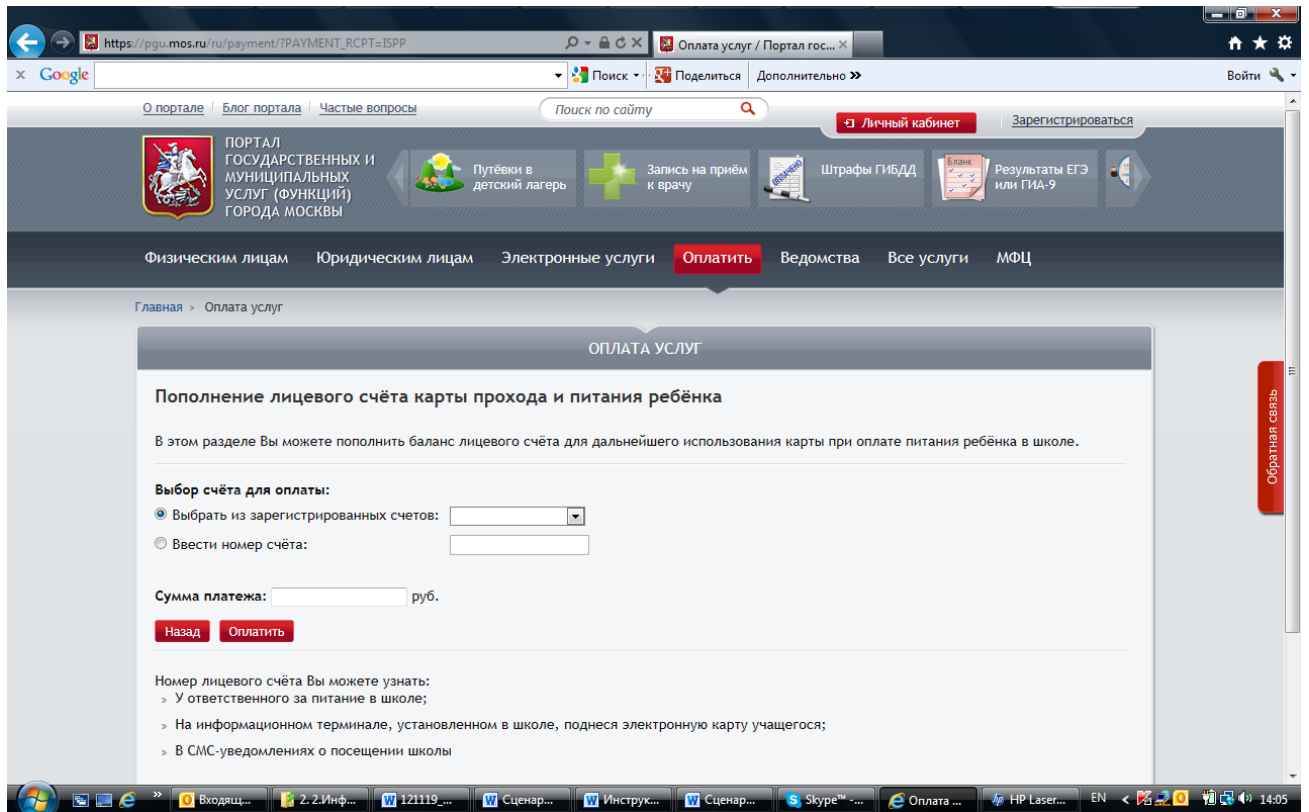 https://pgu.mos.ru/ru/payment/?PAYMENT_RCPT=ISPP
Оплата услуг / Портал гос...
x Google
Поиск
Поделиться
Дополнительно »
Войти
О портале
Блог портала
Частые вопросы
Поиск по сайту
Личный кабинет
Зарегистрироваться
ПОРТАЛ
ГОСУДАРСТВЕННЫХ И
МУНИЦИПАЛЬНЫХ
УСЛУГ (ФУНКЦИЙ)
ГОРОДА МОСКВЫ
Путёвки в
детский лагерь
Запись на приём
к врачу
ОПЛАЧЕНО
Штрафы ГИБДД
Бланк
Результаты ЕГЭ
или ГИА-9
Физическим лицам
Юридическим лицам
Электронные услуги
Оплатить
Ведомства
Все услуги
МФЦ
Главная > Оплата услуг
ОПЛАТА УСЛУГ
Пополнение лицевого счёта карты прохода и питания ребёнка
В этом разделе Вы можете пополнить баланс лицевого счёта для дальнейшего использования карты при оплате питания ребёнка в школе.
Обратная связь
Выбор счёта для оплаты:
Выбрать из зарегистрированных счетов:
Ввести номер счёта:
Сумма платежа: руб.
Назад
Оплатить
Номер лицевого счёта Вы можете узнать:
» У ответственного за питание в школе;
» На информационном терминале, установленном в школе, поднеся электронную карту учащегося;
» В СМС-уведомлениях о посещении школы
Входящ...
2. 2.Инф...
121119_...
Сценар...
Инструк...
Сценар...
Skype™ -...
Оплата ...
HP Laser...
EN
14:05